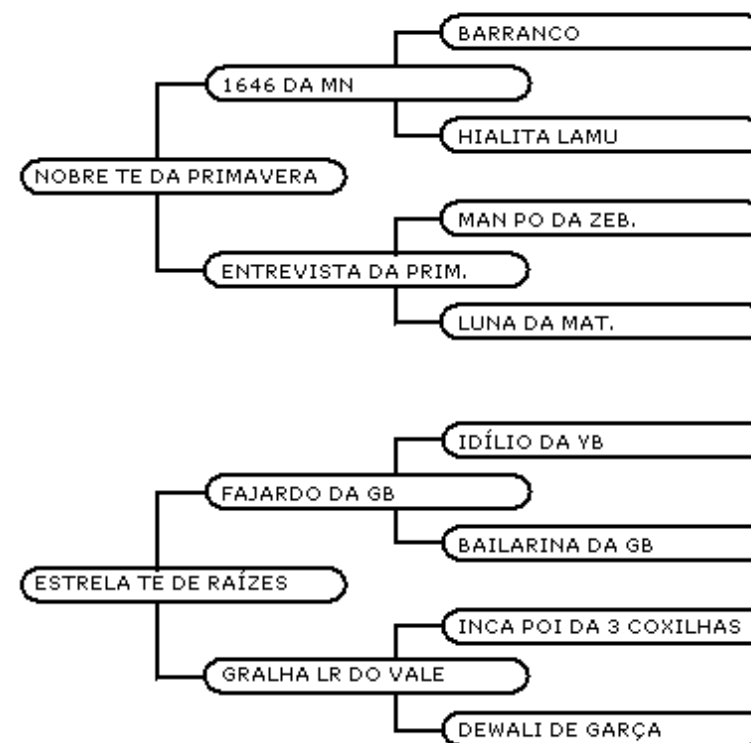 BARRANCO
1646 DA MN
HIALITA LAMU
NOBRE TE DA PRIMAVERA
MAN PO DA ZEB.
ENTREVISTA DA PRIM.
LUNA DA MAT.
IDÍLIO DA YB
FAJARDO DA GB
BAILARINA DA GB
ESTRELA TE DE RAÍZES
INCA POI DA 3 COXILHAS
GRALHA LR DO VALE
DEWALI DE GARÇA